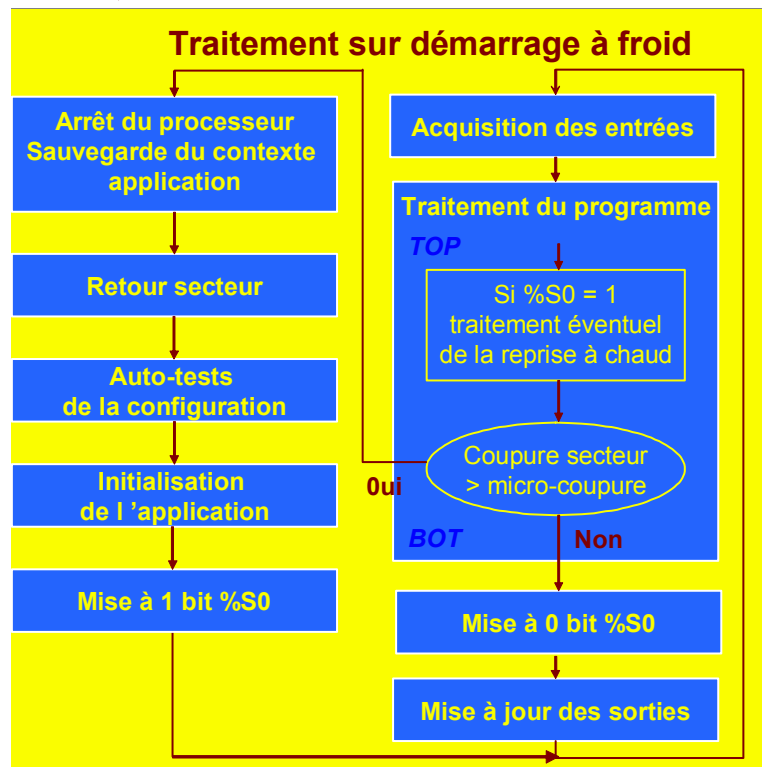 Traitement sur démarrage à froid
Arrêt du processeur
Sauvegarde du contexte
application
Retour secteur
Auto-tests
de la configuration
Initialisation
de l ’application
Mise à 1 bit %S0
Acquisition des entrées
Traitement du programme
TOP
Si %S0 = 1
traitement éventuel
de la reprise à chaud
Coupure secteur
> micro-coupure
0ui
BOT
Non
Mise à 0 bit %S0
Mise à jour des sorties